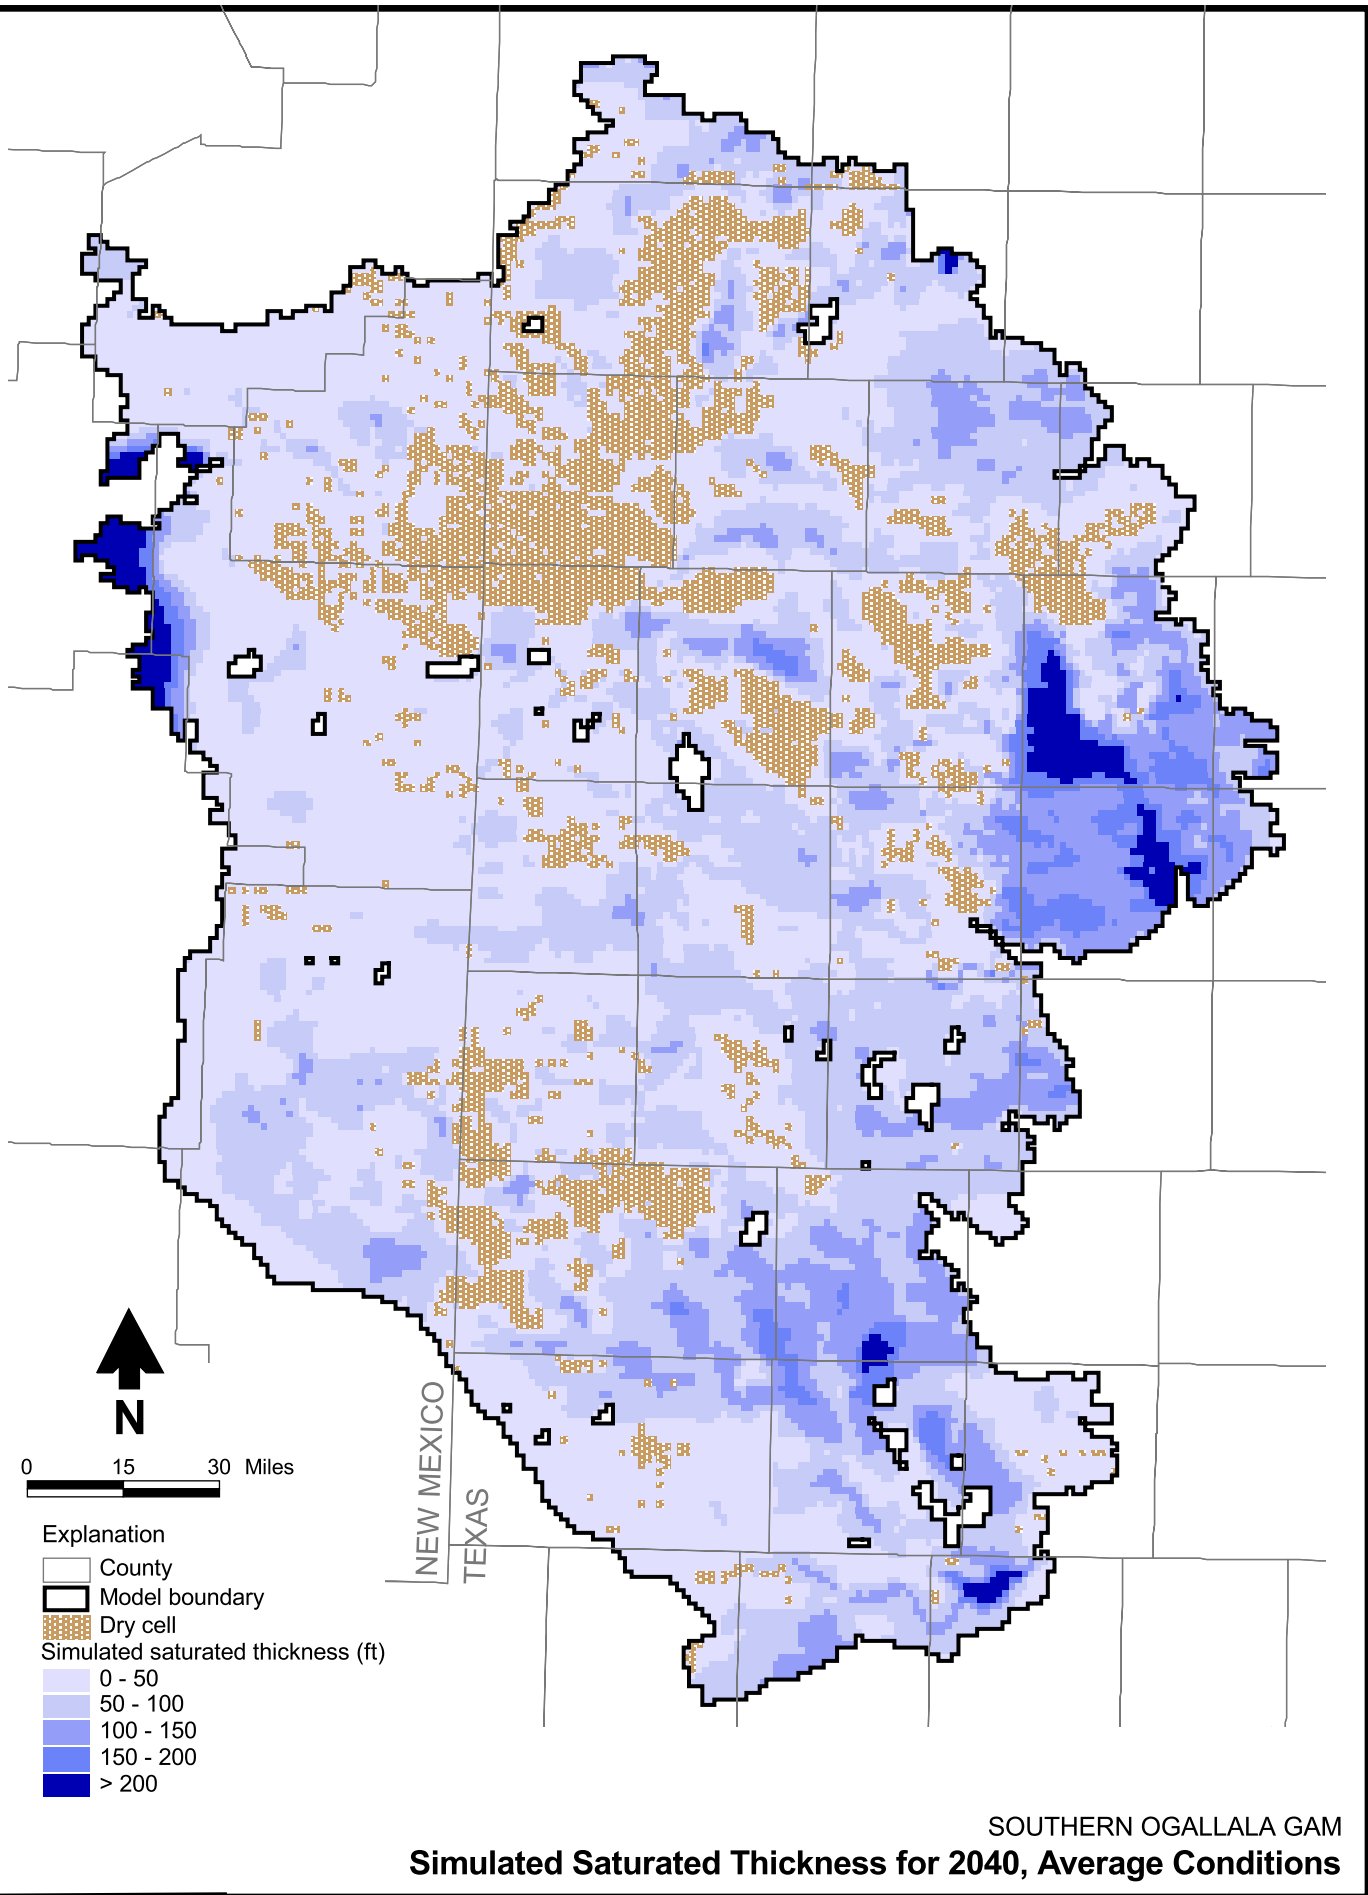 NEW MEXICO
TEXAS
N
0 15 30 Miles
Explanation
County
Model boundary
Dry cell
Simulated saturated thickness (ft)
0 - 50
50 - 100
100 - 150
150 - 200
> 200
SOUTHERN OGALLALA GAM
Simulated Saturated Thickness for 2040, Average Conditions